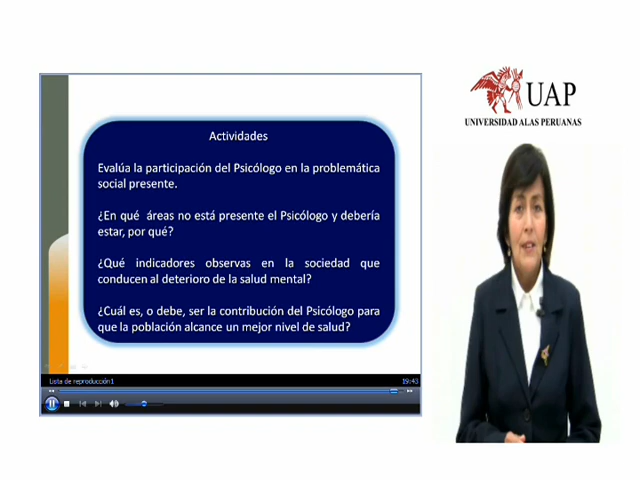 Actividades
Evalúa la participación del Psicólogo en la problemática
social presente.
¿En qué áreas no está presente el Psicólogo y debería
estar, por qué?
¿Qué indicadores observas en la sociedad que
conducen al deterioro de la salud mental?
¿Cuál es, o debe, ser la contribución del Psicólogo para
que la población alcance un mejor nivel de salud?
Lista de reproducción1
19:43
UAP
UNIVERSIDAD ALAS PERUANAS